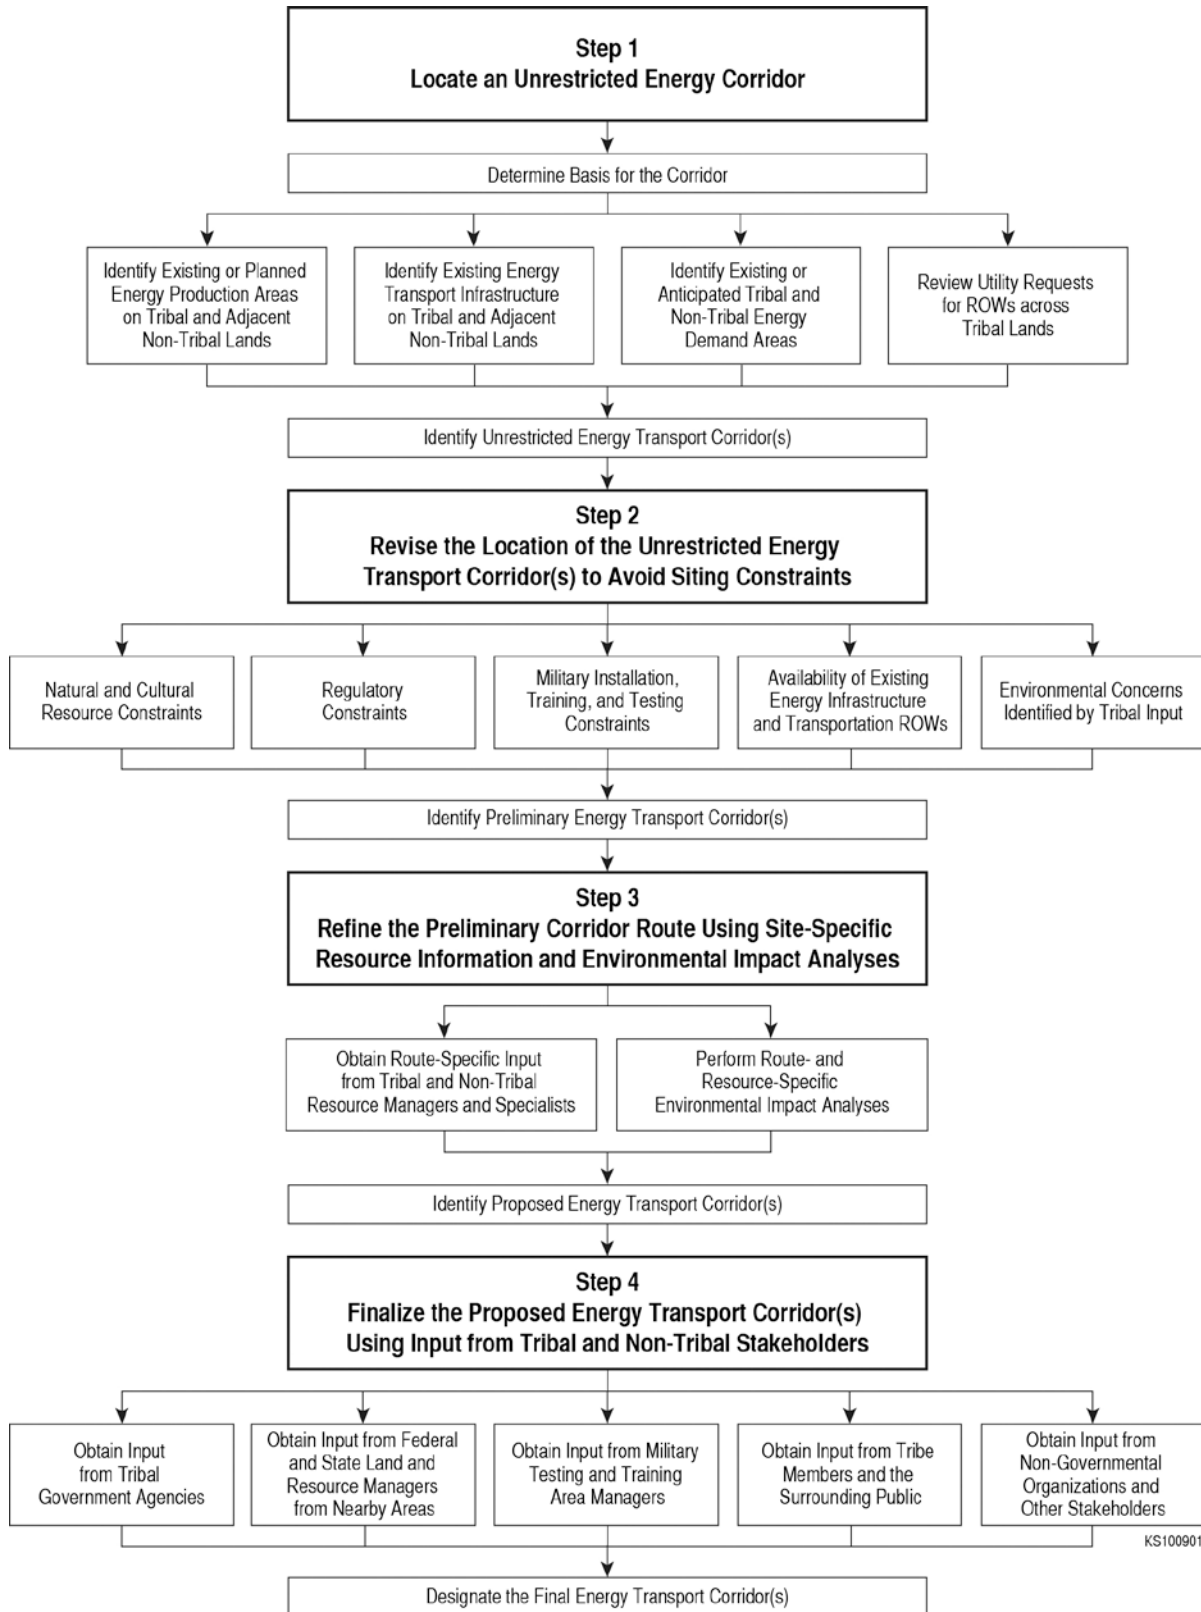 Step 1
Locate an Unrestricted Energy Corridor
Determine Basis for the Corridor
Identify Existing or Planned
Energy Production Areas
on Tribal and Adjacent
Non-Tribal Lands
Identify Existing Energy
Transport Infrastructure
on Tribal and Adjacent
Non-Tribal Lands
Identify Existing or
Anticipated Tribal and
Non-Tribal Energy
Demand Areas
Review Utility Requests
for ROWs across
Tribal Lands
Identify Unrestricted Energy Transport Corridor(s)
Step 2
Revise the Location of the Unrestricted Energy
Transport Corridor(s) to Avoid Siting Constraints
Natural and Cultural
Resource Constraints
Regulatory
Constraints
Military Installation,
Training, and Testing
Constraints
Availability of Existing
Energy Infrastructure
and Transportation ROWs
Environmental Concerns
Identified by Tribal Input
Identify Preliminary Energy Transport Corridor(s)
Step 3
Refine the Preliminary Corridor Route Using Site-Specific
Resource Information and Environmental Impact Analyses
Obtain Route-Specific Input
from Tribal and Non-Tribal
Resource Managers and Specialists
Perform Route- and
Resource-Specific
Environmental Impact Analyses
Identify Proposed Energy Transport Corridor(s)
Step 4
Finalize the Proposed Energy Transport Corridor(s)
Using Input from Tribal and Non-Tribal Stakeholders
Obtain Input
from Tribal
Government Agencies
Obtain Input from Federal
and State Land and
Resource Managers
from Nearby Areas
Obtain Input from Military
Testing and Training
Area Managers
Obtain Input from Tribe
Members and the
Surrounding Public
Obtain Input from
Non-Governmental
Organizations and
Other Stakeholders
KS100901
Designate the Final Energy Transport Corridor(s)